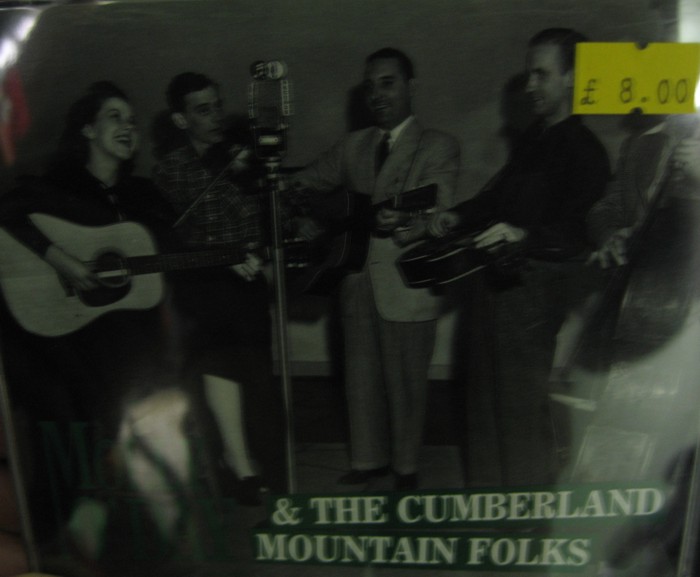 £ 8.00
& THE CUMBERLAND
MOUNTAIN FOLKS